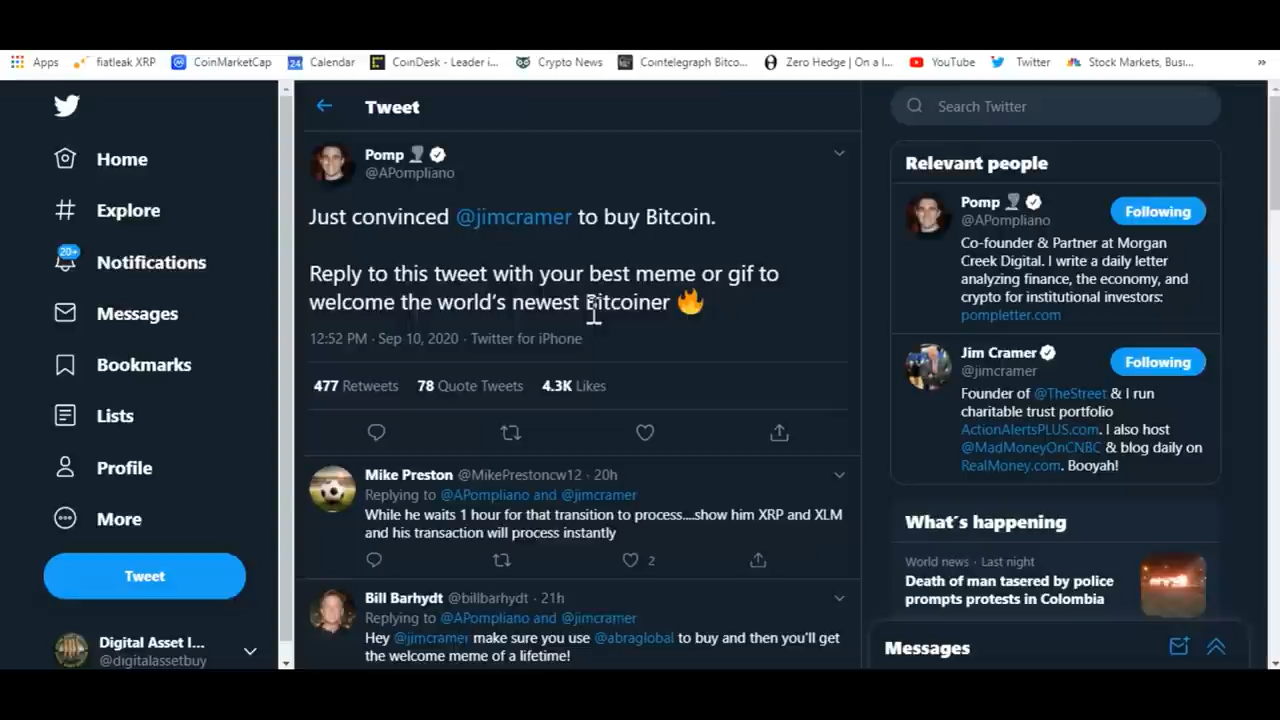 Apps fiatleak XRP CoinMarketCap 24 Calendar CoinDesk - Leader i... Crypto News Cointelegraph Bitco... Zero Hedge | On a l... YouTube Twitter Stock Markets, Busi... »
Home
Explore
20+
Notifications
Messages
Bookmarks
Lists
Profile
More
Tweet
Digital Asset I...
@digitalassetbuy
Tweet
Pomp
@APompliano
Just convinced @jimcramer to buy Bitcoin.
Reply to this tweet with your best meme or gif to
welcome the world's newest Bitcoiner 🔥
12:52 PM · Sep 10, 2020 · Twitter for iPhone
477 Retweets 78 Quote Tweets 4.3K Likes
Mike Preston @MikePrestoncw12 · 20h
Replying to @APompliano and @jimcramer
While he waits 1 hour for that transition to process....show him XRP and XLM
and his transaction will process instantly
2
Bill Barhydt @billbarhydt · 21h
Replying to @APompliano and @jimcramer
Hey @jimcramer make sure you use @abraglobal to buy and then you'll get
the welcome meme of a lifetime!
Search Twitter
Relevant people
Pomp
@APompliano
Following
Co-founder & Partner at Morgan
Creek Digital. I write a daily letter
analyzing finance, the economy, and
crypto for institutional investors:
pompletter.com
Jim Cramer
@jimcramer
Following
Founder of @TheStreet & I run
charitable trust portfolio
ActionAlertsPLUS.com. I also host
@MadMoneyOnCNBC & blog daily on
RealMoney.com. Booyah!
What's happening
World news · Last night
Death of man tasered by police
prompts protests in Colombia
Messages